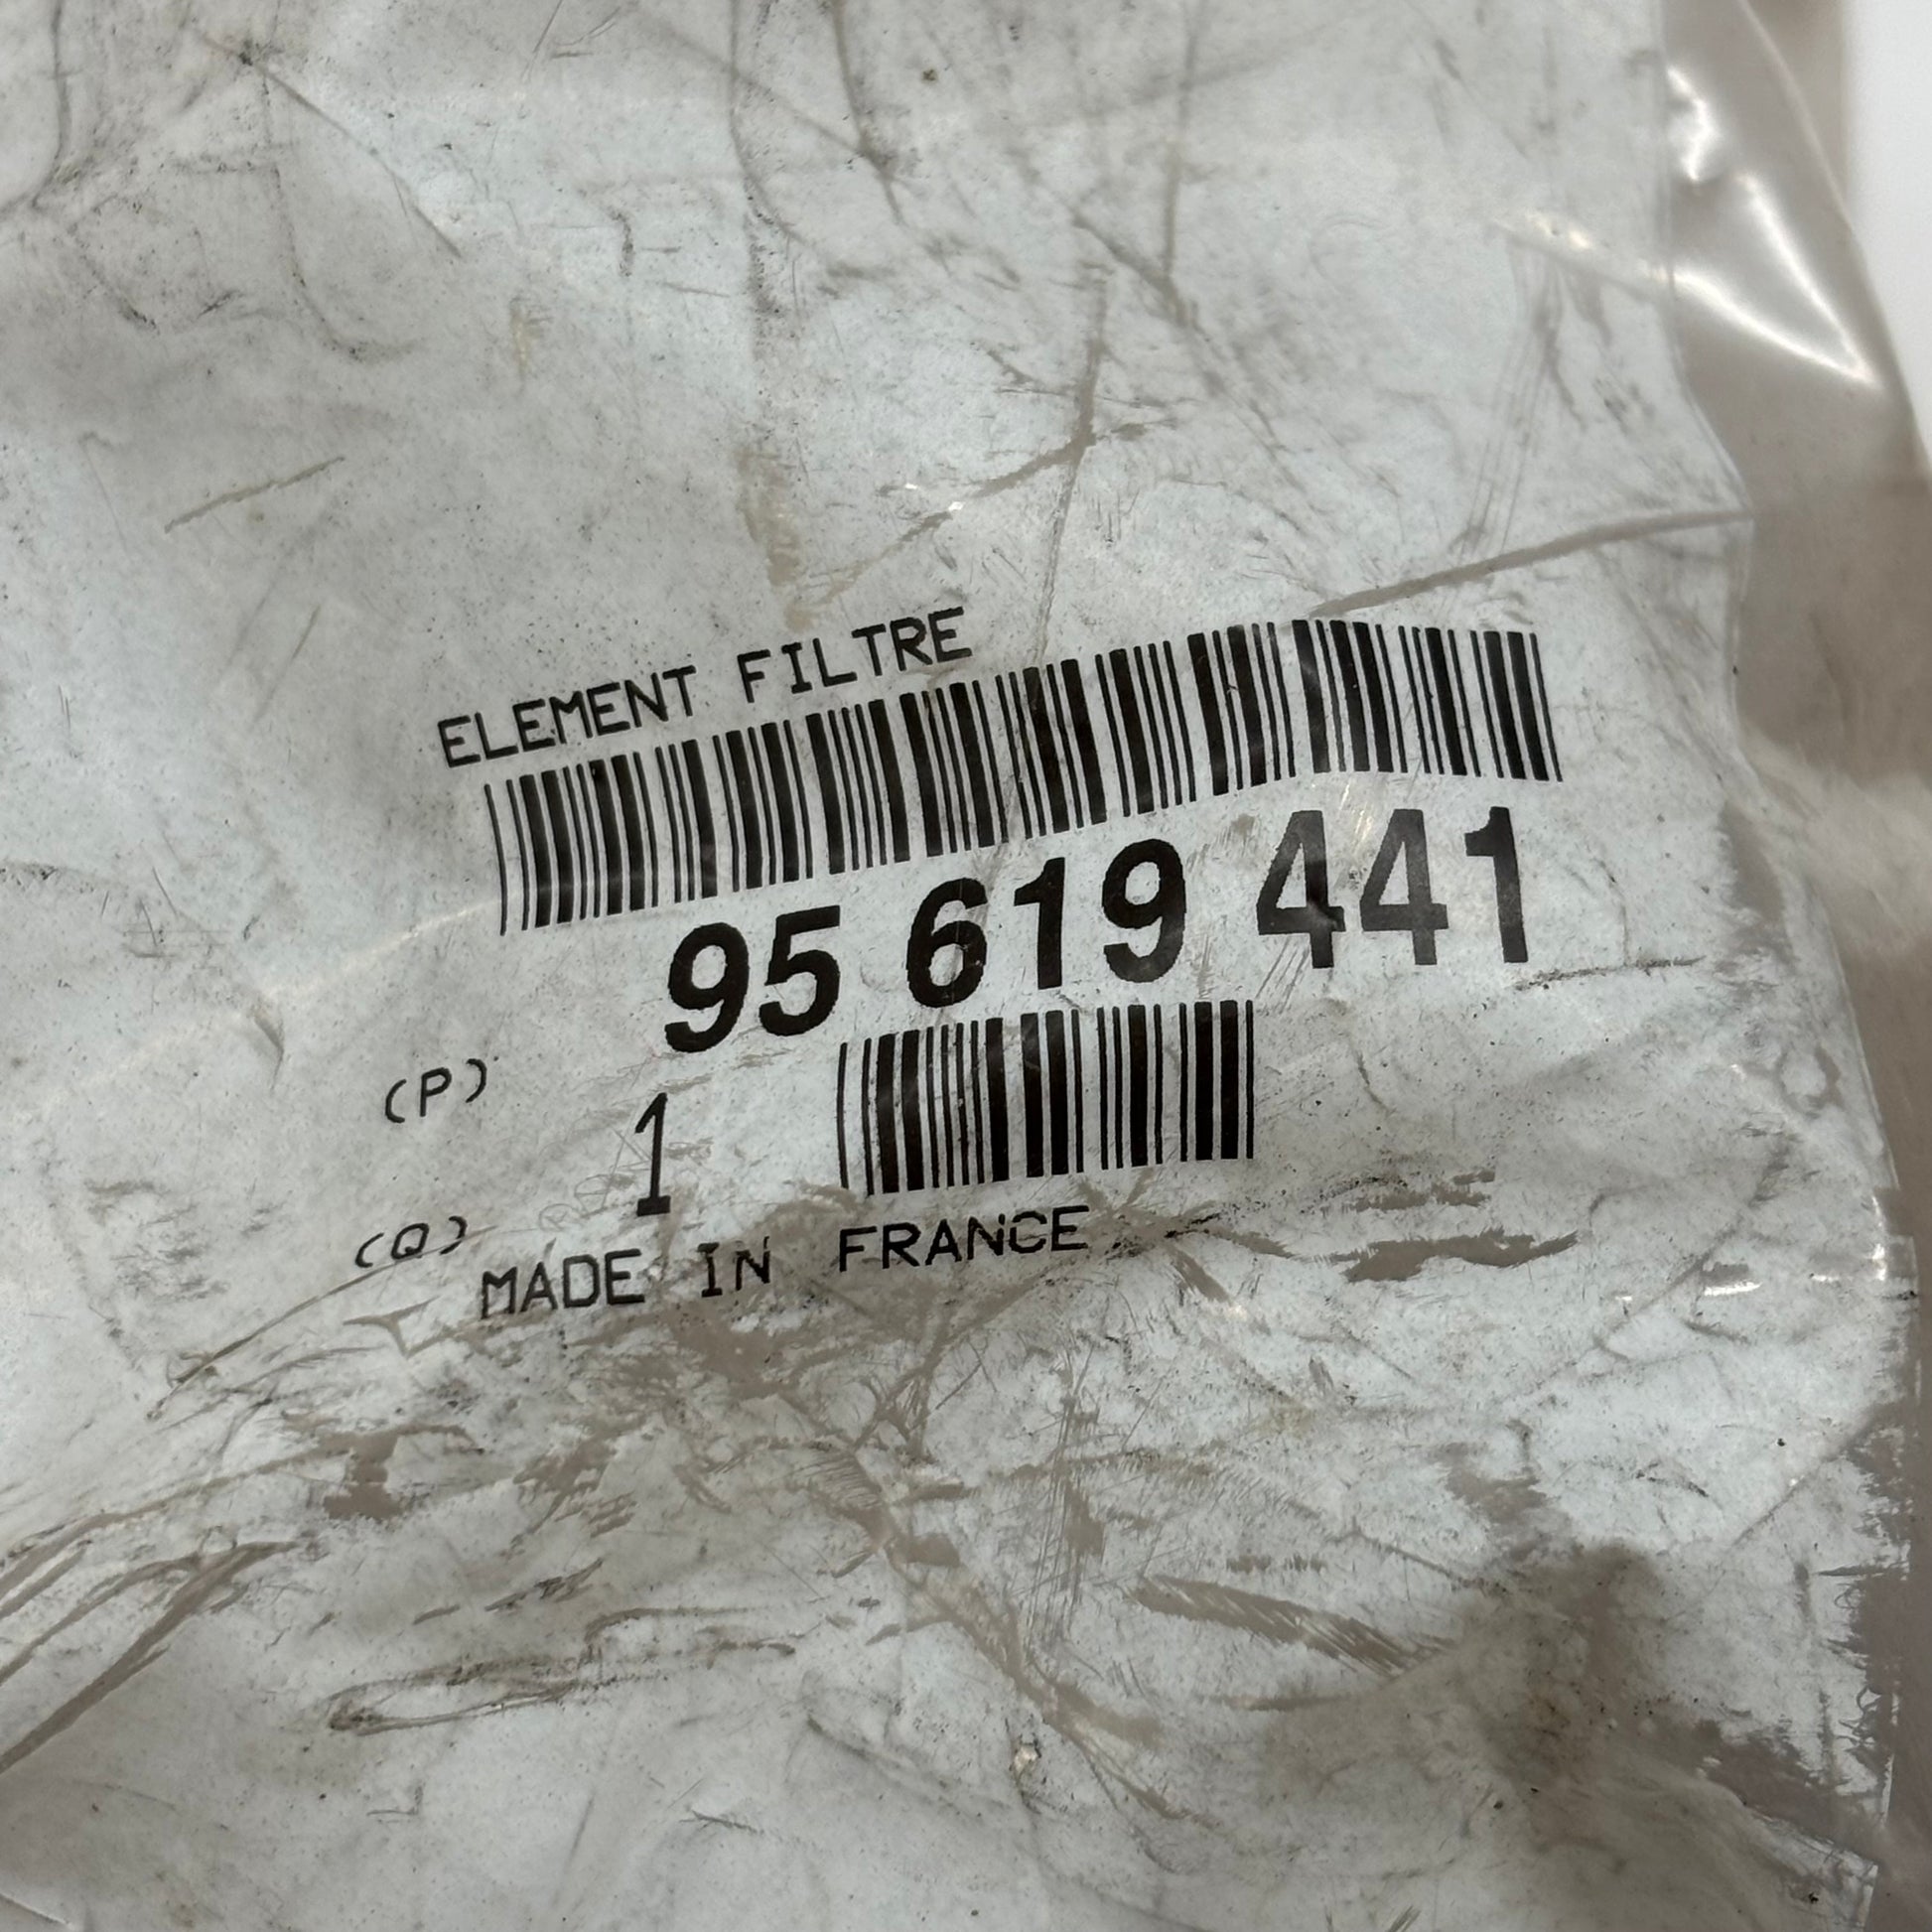 ELEMENT FILTRE
95 619 441
(P)
1
(Q)
MADE IN FRANCE